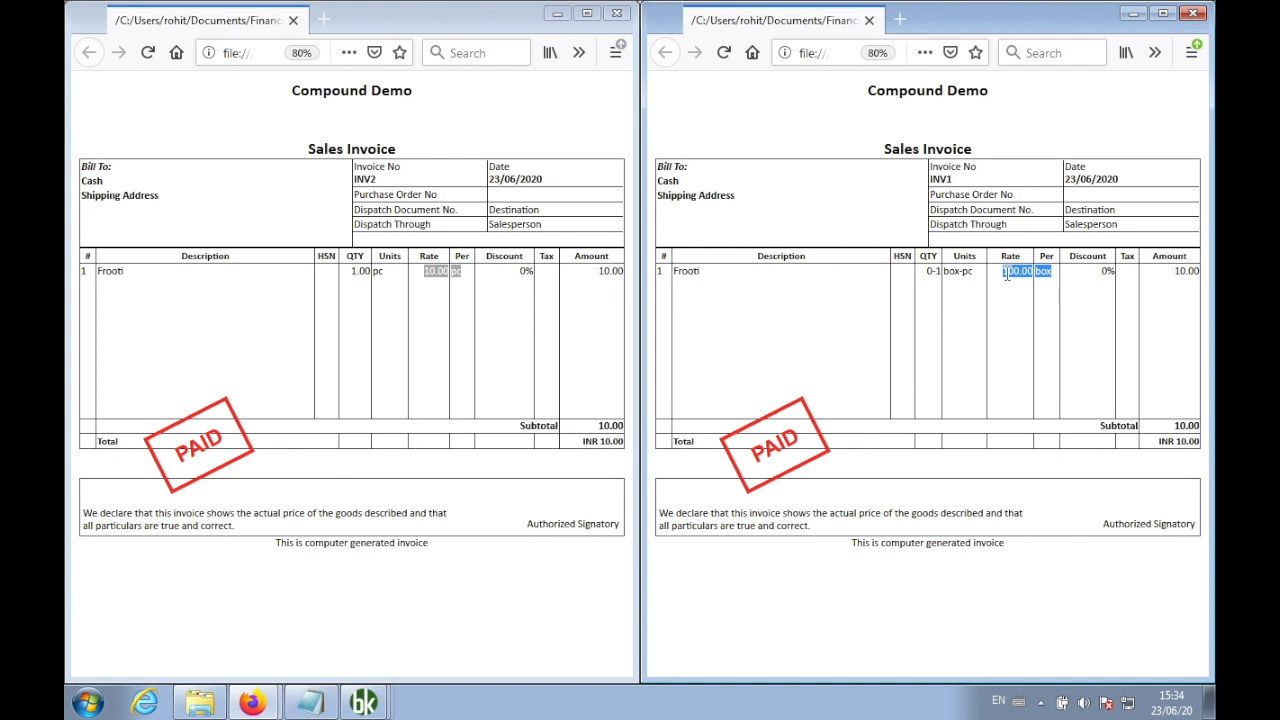 /C:/Users/rohit/Documents/Financ
file://
80%
Search
Compound Demo
Sales Invoice
Bill To:
Cash
Shipping Address
Invoice No
INV2
Date
23/06/2020
Purchase Order No
Dispatch Document No.
Destination
Dispatch Through
Salesperson
# Description HSN QTY Units Rate Per Discount Tax Amount
1 Frooti 1.00 pc 10.00 pc 0% 10.00
Subtotal 10.00
Total INR 10.00
PAID
We declare that this invoice shows the actual price of the goods described and that
all particulars are true and correct.
Authorized Signatory
This is computer generated invoice
/C:/Users/rohit/Documents/Financ
file://
80%
Search
Compound Demo
Sales Invoice
Bill To:
Cash
Shipping Address
Invoice No
INV1
Date
23/06/2020
Purchase Order No
Dispatch Document No.
Destination
Dispatch Through
Salesperson
# Description HSN QTY Units Rate Per Discount Tax Amount
1 Frooti 0-1 box-pc 100.00 box 0% 10.00
Subtotal 10.00
Total INR 10.00
PAID
We declare that this invoice shows the actual price of the goods described and that
all particulars are true and correct.
Authorized Signatory
This is computer generated invoice
bk
EN
15:34
23/06/20